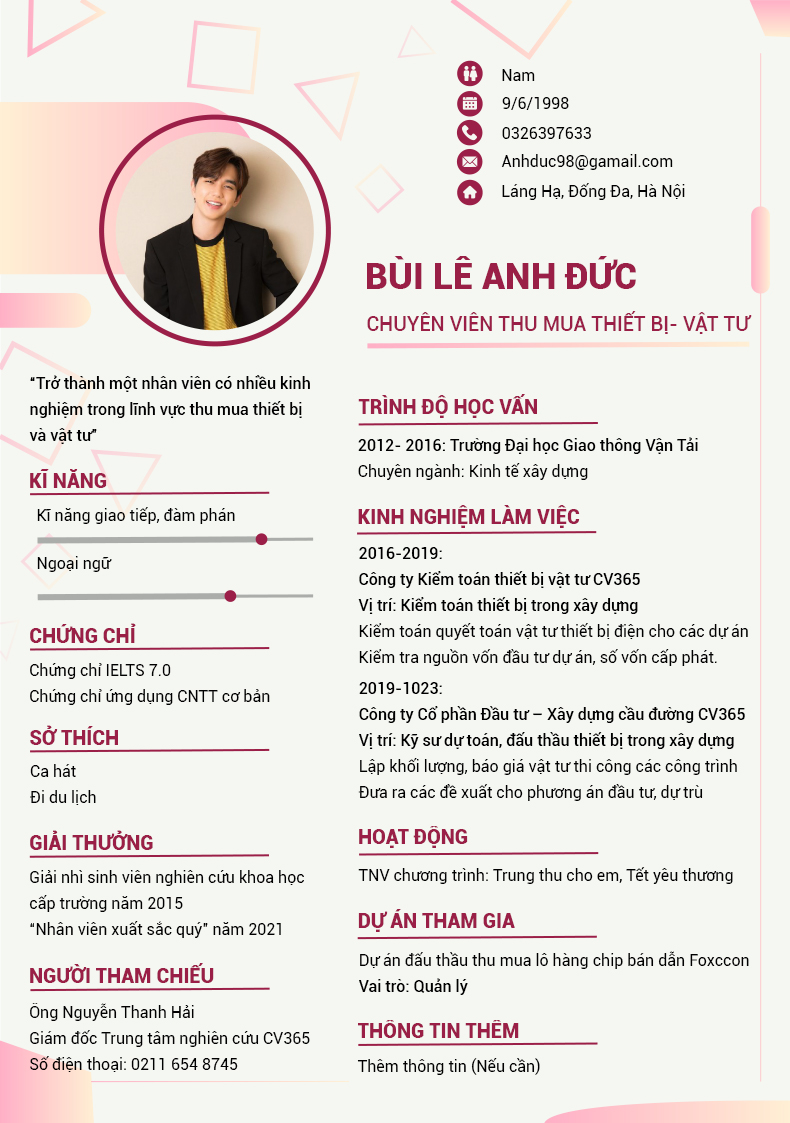 Nam
9/6/1998
0326397633
Anhduc98@gamail.com
Láng Hạ, Đống Đa, Hà Nội
BÙI LÊ ANH ĐỨC
CHUYÊN VIÊN THU MUA THIẾT BỊ- VẬT TƯ
“Trở thành một nhân viên có nhiều kinh
nghiệm trong lĩnh vực thu mua thiết bị
và vật tư”
KĨ NĂNG
Kĩ năng giao tiếp, đàm phán
Ngoại ngữ
CHỨNG CHỈ
Chứng chỉ IELTS 7.0
Chứng chỉ ứng dụng CNTT cơ bản
SỞ THÍCH
Ca hát
Đi du lịch
GIẢI THƯỞNG
Giải nhì sinh viên nghiên cứu khoa học
cấp trường năm 2015
“Nhân viên xuất sắc quý” năm 2021
NGƯỜI THAM CHIẾU
Ông Nguyễn Thanh Hải
Giám đốc Trung tâm nghiên cứu CV365
Số điện thoại: 0211 654 8745
TRÌNH ĐỘ HỌC VẤN
2012- 2016: Trường Đại học Giao thông Vận Tải
Chuyên ngành: Kinh tế xây dựng
KINH NGHIỆM LÀM VIỆC
2016-2019:
Công ty Kiểm toán thiết bị vật tư CV365
Vị trí: Kiểm toán thiết bị trong xây dựng
Kiểm toán quyết toán vật tư thiết bị điện cho các dự án
Kiểm tra nguồn vốn đầu tư dự án, số vốn cấp phát.
2019-1023:
Công ty Cổ phần Đầu tư – Xây dựng cầu đường CV365
Vị trí: Kỹ sư dự toán, đấu thầu thiết bị trong xây dựng
Lập khối lượng, báo giá vật tư thi công các công trình
Đưa ra các đề xuất cho phương án đầu tư, dự trù
HOẠT ĐỘNG
TNV chương trình: Trung thu cho em, Tết yêu thương
DỰ ÁN THAM GIA
Dự án đấu thầu thu mua lô hàng chip bán dẫn Foxccon
Vai trò: Quản lý
THÔNG TIN THÊM
Thêm thông tin (Nếu cần)